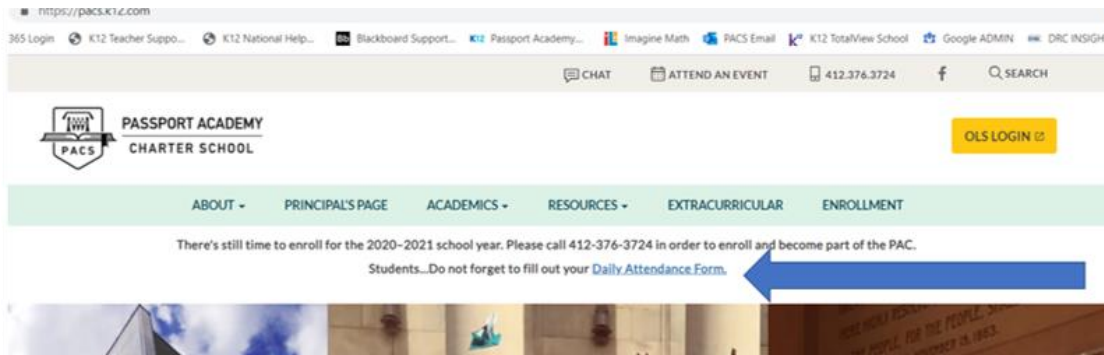 https://pacs.k12.com
365 Login K12 Teacher Suppo... K12 National Help... Bb Blackboard Support... K12 Passport Academy... Imagine Math PACS Email K12 TotalView School Google ADMIN DRC INSIGH
CHAT ATTEND AN EVENT 412.376.3724 f SEARCH
PACS
PASSPORT ACADEMY
CHARTER SCHOOL
OLS LOGIN
ABOUT PRINCIPAL'S PAGE ACADEMICS RESOURCES EXTRACURRICULAR ENROLLMENT
There's still time to enroll for the 2020–2021 school year. Please call 412-376-3724 in order to enroll and become part of the PAC.
Students...Do not forget to fill out your Daily Attendance Form.
FOR THE PEOPLE,